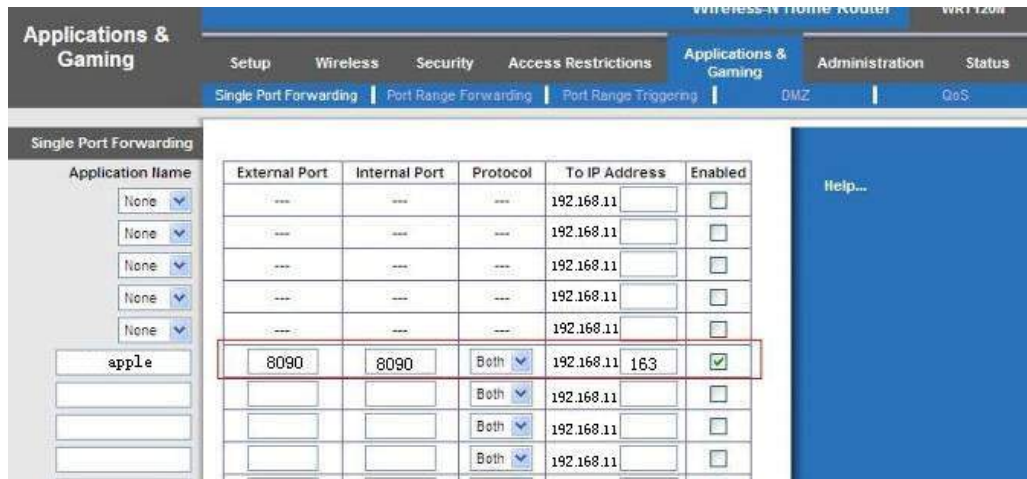 Wireless-N Home Router WRT120N
Applications & Gaming
Setup Wireless Security Access Restrictions Applications & Gaming Administration Status
Single Port Forwarding Port Range Forwarding Port Range Triggering DMZ QoS
Single Port Forwarding
Application Name External Port Internal Port Protocol To IP Address Enabled
Help...
None --- --- --- 192.168.11
None --- --- --- 192.168.11
None --- --- --- 192.168.11
None --- --- --- 192.168.11
None --- --- --- 192.168.11
apple 8090 8090 Both 192.168.11 163
Both 192.168.11
Both 192.168.11
Both 192.168.11